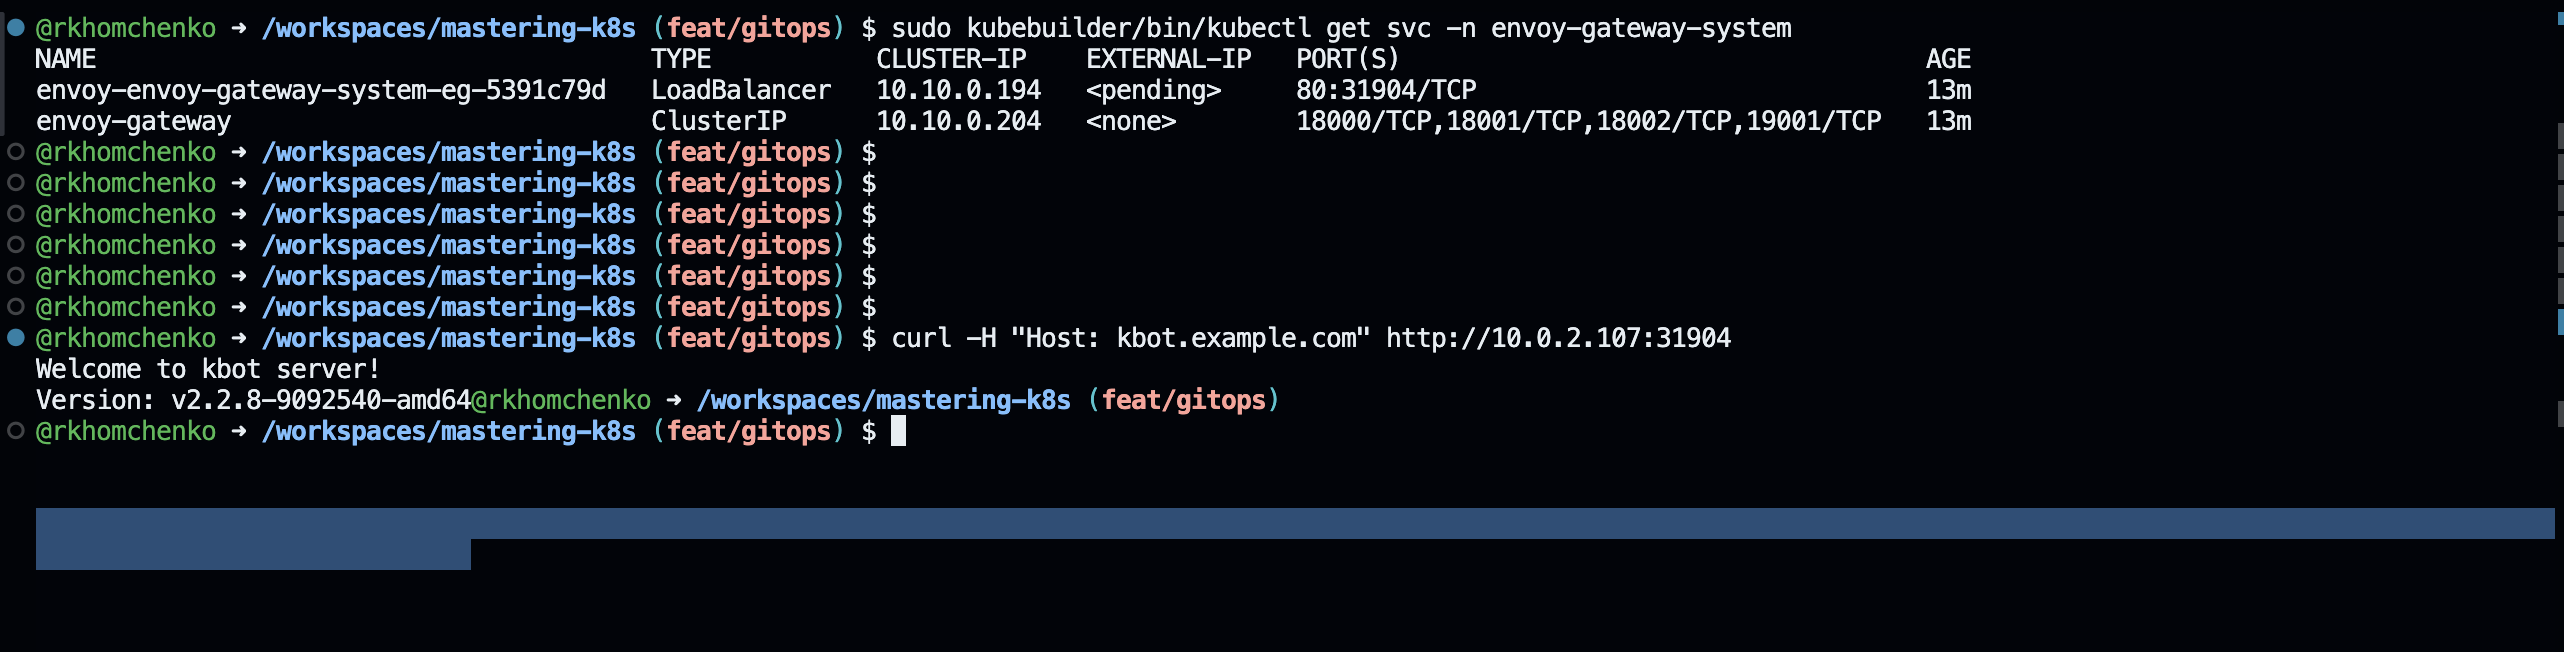 @rkhomchenko ➜ /workspaces/mastering-k8s (feat/gitops) $ sudo kubebuilder/bin/kubectl get svc -n envoy-gateway-system
NAME TYPE CLUSTER-IP EXTERNAL-IP PORT(S) AGE
envoy-envoy-gateway-system-eg-5391c79d LoadBalancer 10.10.0.194 <pending> 80:31904/TCP 13m
envoy-gateway ClusterIP 10.10.0.204 <none> 18000/TCP,18001/TCP,18002/TCP,19001/TCP 13m
@rkhomchenko ➜ /workspaces/mastering-k8s (feat/gitops) $
@rkhomchenko ➜ /workspaces/mastering-k8s (feat/gitops) $
@rkhomchenko ➜ /workspaces/mastering-k8s (feat/gitops) $
@rkhomchenko ➜ /workspaces/mastering-k8s (feat/gitops) $
@rkhomchenko ➜ /workspaces/mastering-k8s (feat/gitops) $
@rkhomchenko ➜ /workspaces/mastering-k8s (feat/gitops) $
@rkhomchenko ➜ /workspaces/mastering-k8s (feat/gitops) $ curl -H "Host: kbot.example.com" http://10.0.2.107:31904
Welcome to kbot server!
Version: v2.2.8-9092540-amd64@rkhomchenko ➜ /workspaces/mastering-k8s (feat/gitops)
@rkhomchenko ➜ /workspaces/mastering-k8s (feat/gitops) $